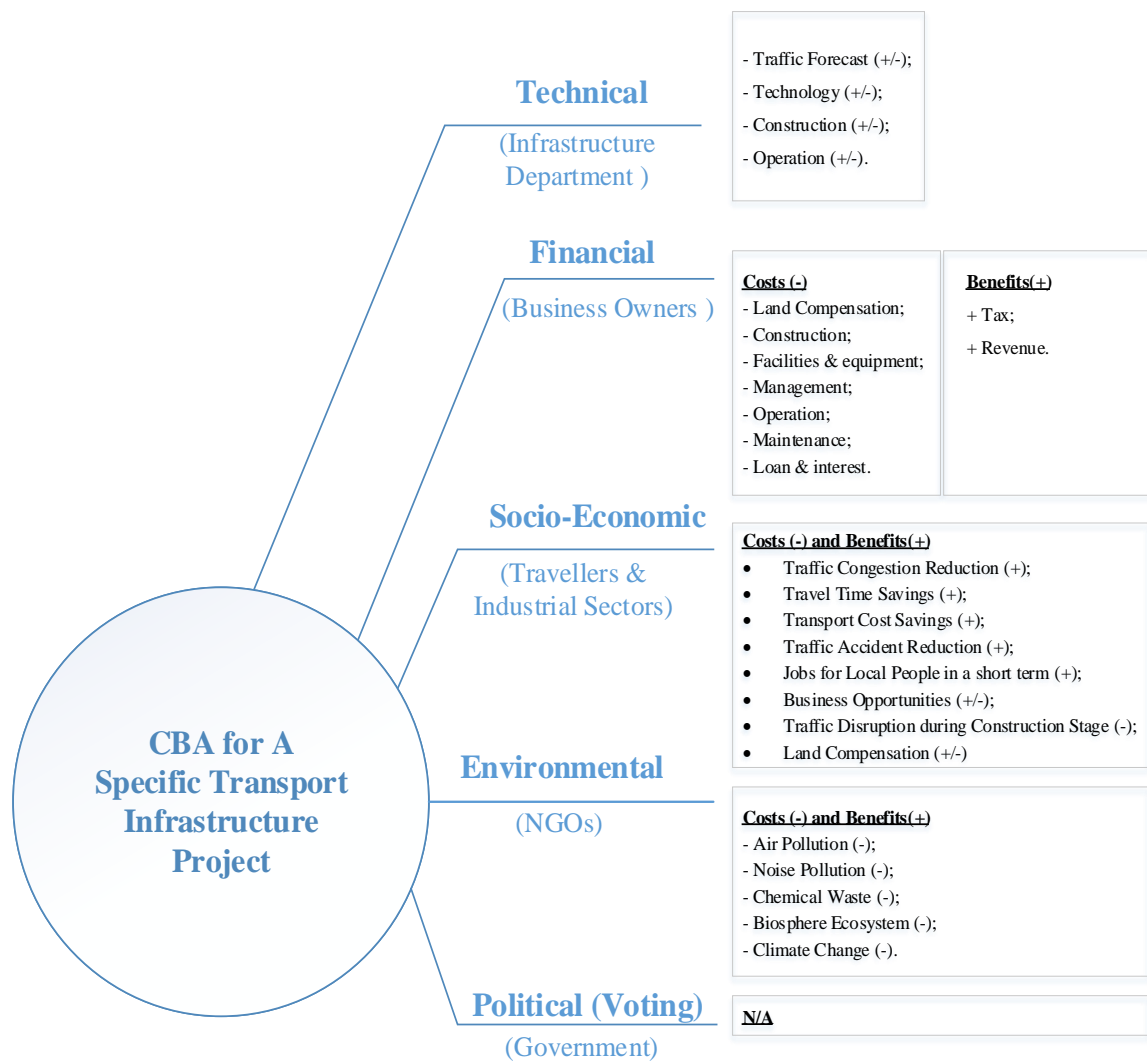 CBA for A
Specific Transport
Infrastructure
Project
Technical
(Infrastructure
Department )
- Traffic Forecast (+/-);
- Technology (+/-);
- Construction (+/-);
- Operation (+/-).
Financial
(Business Owners )
Costs (-)
- Land Compensation;
- Construction;
- Facilities & equipment;
- Management;
- Operation;
- Maintenance;
- Loan & interest.
Benefits(+)
+ Tax;
+ Revenue.
Socio-Economic
(Travellers &
Industrial Sectors)
Costs (-) and Benefits(+)
• Traffic Congestion Reduction (+);
• Travel Time Savings (+);
• Transport Cost Savings (+);
• Traffic Accident Reduction (+);
• Jobs for Local People in a short term (+);
• Business Opportunities (+/-);
• Traffic Disruption during Construction Stage (-);
• Land Compensation (+/-)
Environmental
(NGOs)
Costs (-) and Benefits(+)
- Air Pollution (-);
- Noise Pollution (-);
- Chemical Waste (-);
- Biosphere Ecosystem (-);
- Climate Change (-).
Political (Voting)
(Government)
N/A